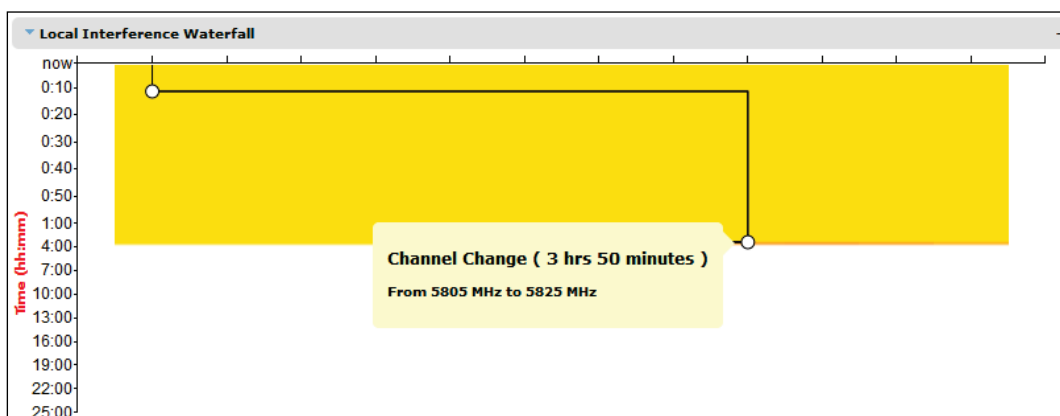 Local Interference Waterfall
now
0:10
0:20
0:30
0:40
0:50
1:00
4:00
7:00
10:00
13:00
16:00
19:00
22:00
25:00
Time (hh:mm)
Channel Change ( 3 hrs 50 minutes )
From 5805 MHz to 5825 MHz